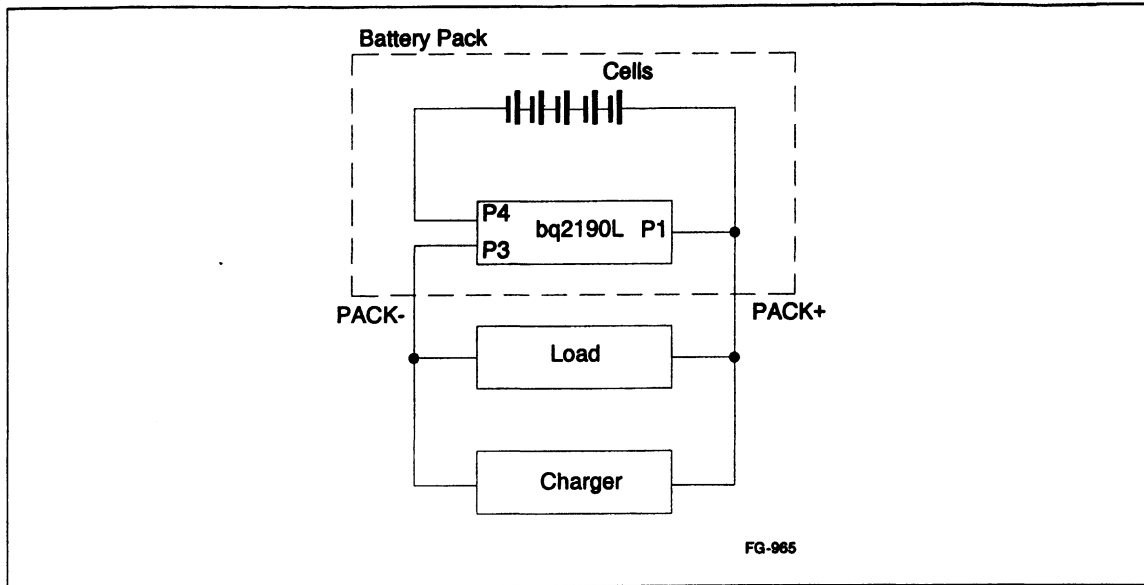 Battery Pack
Cells
P4
bq2190L P1
P3
PACK-
PACK+
Load
Charger
FG-965